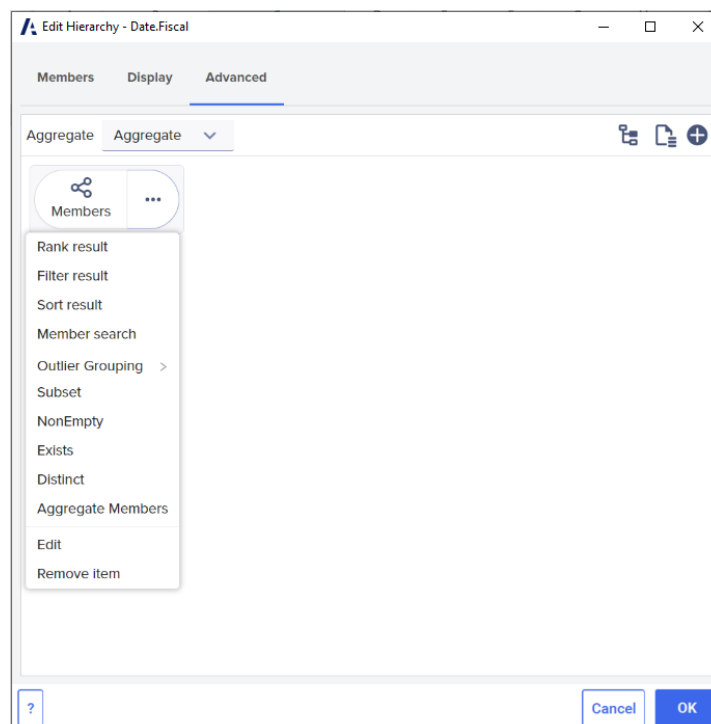 Edit Hierarchy - Date.Fiscal
Members Display Advanced
Aggregate Aggregate
Members
Rank result
Filter result
Sort result
Member search
Outlier Grouping >
Subset
NonEmpty
Exists
Distinct
Aggregate Members
Edit
Remove item
? Cancel OK